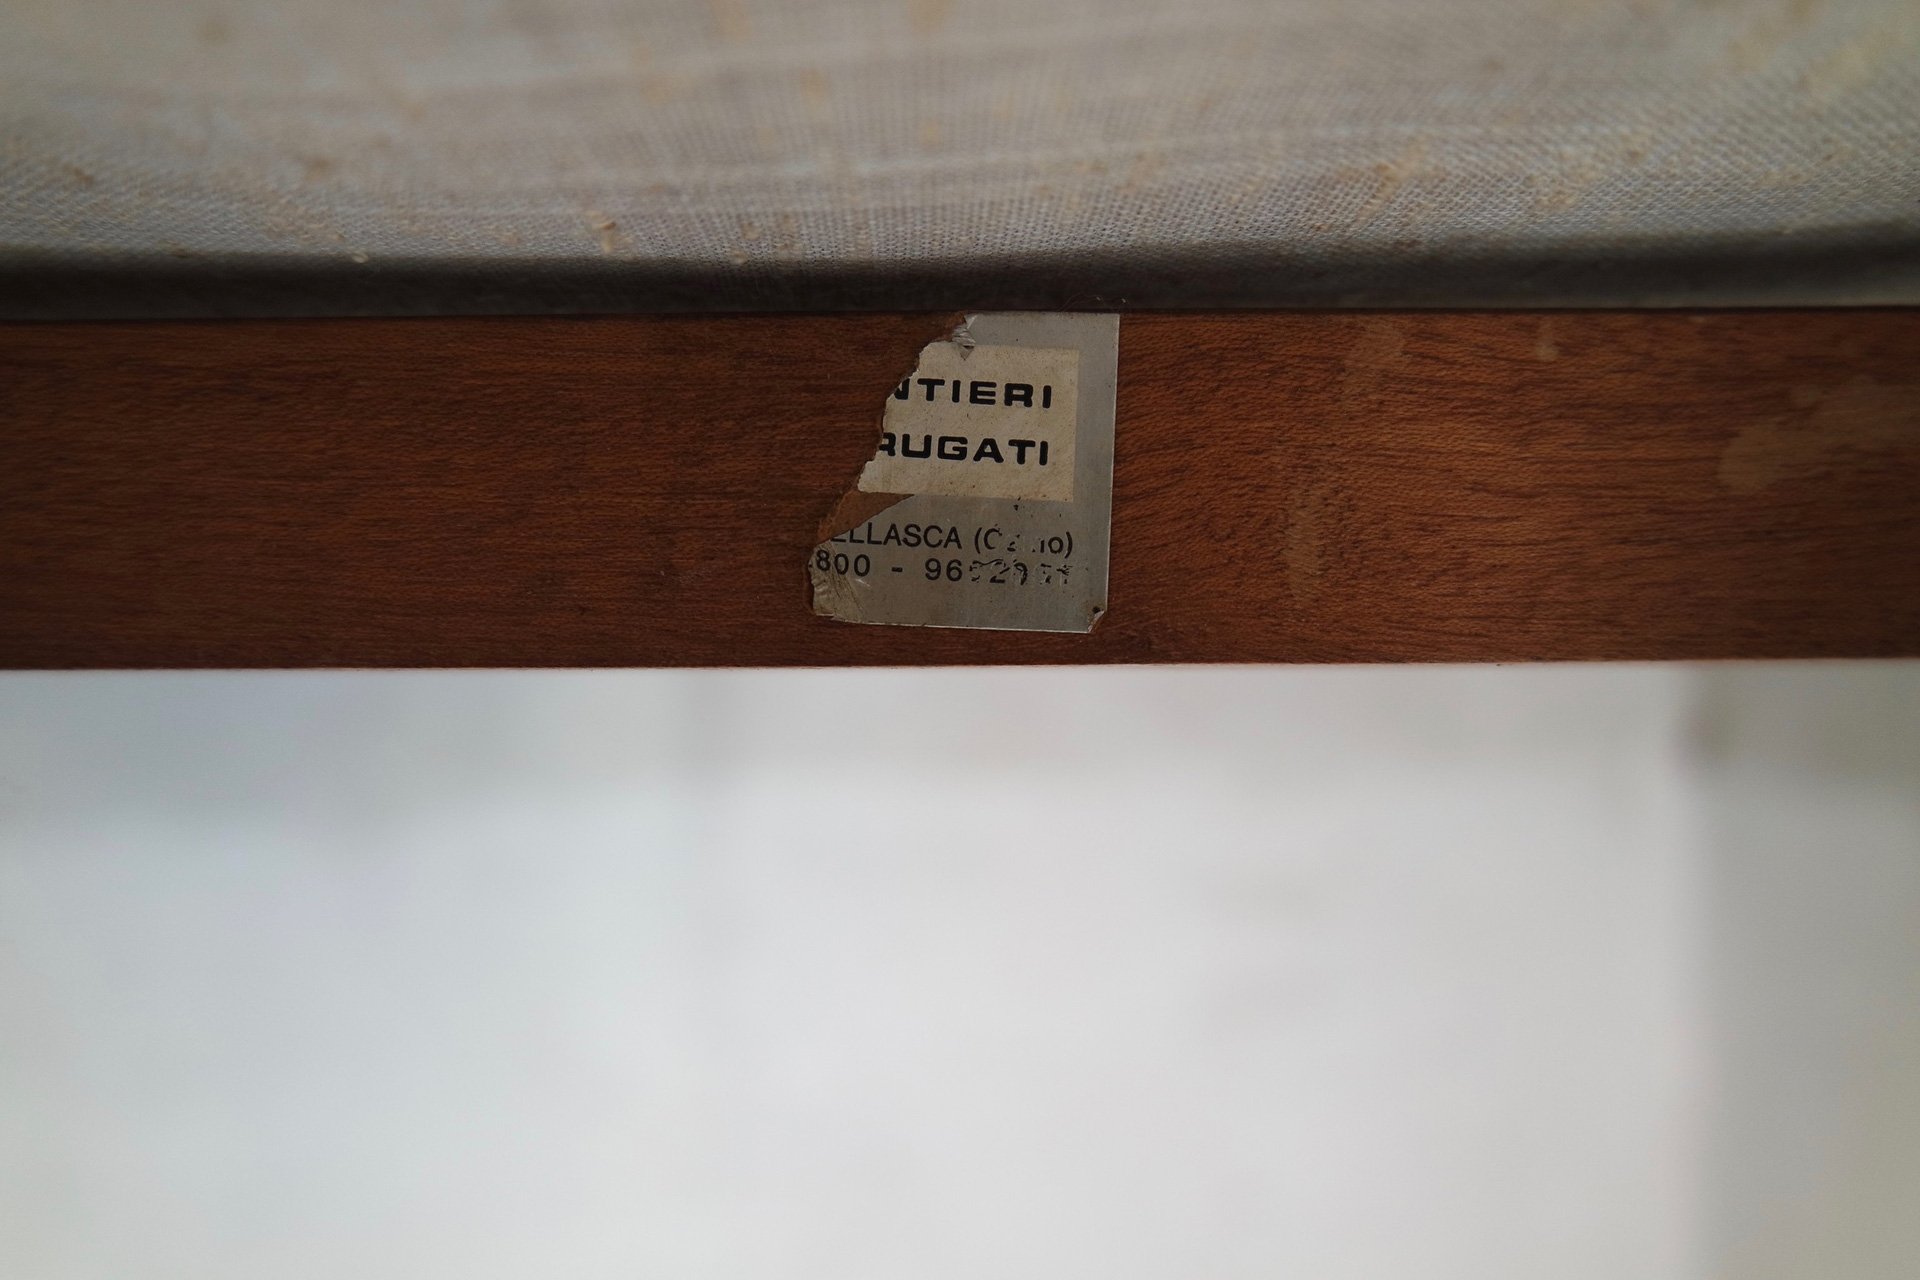 NTIERI
RUGATI
ELLASCA
800 -